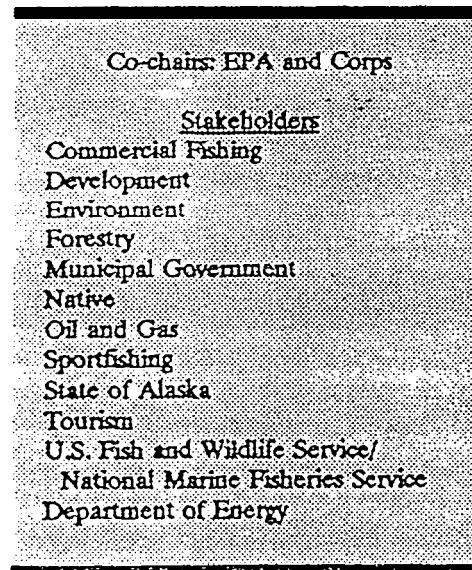 Co-chairs: EPA and Corps
Stakeholders
Commercial Fishing
Development
Environment
Forestry
Municipal Government
Native
Oil and Gas
Sportfishing
State of Alaska
Tourism
U.S. Fish and Wildlife Service/
National Marine Fisheries Service
Department of Energy